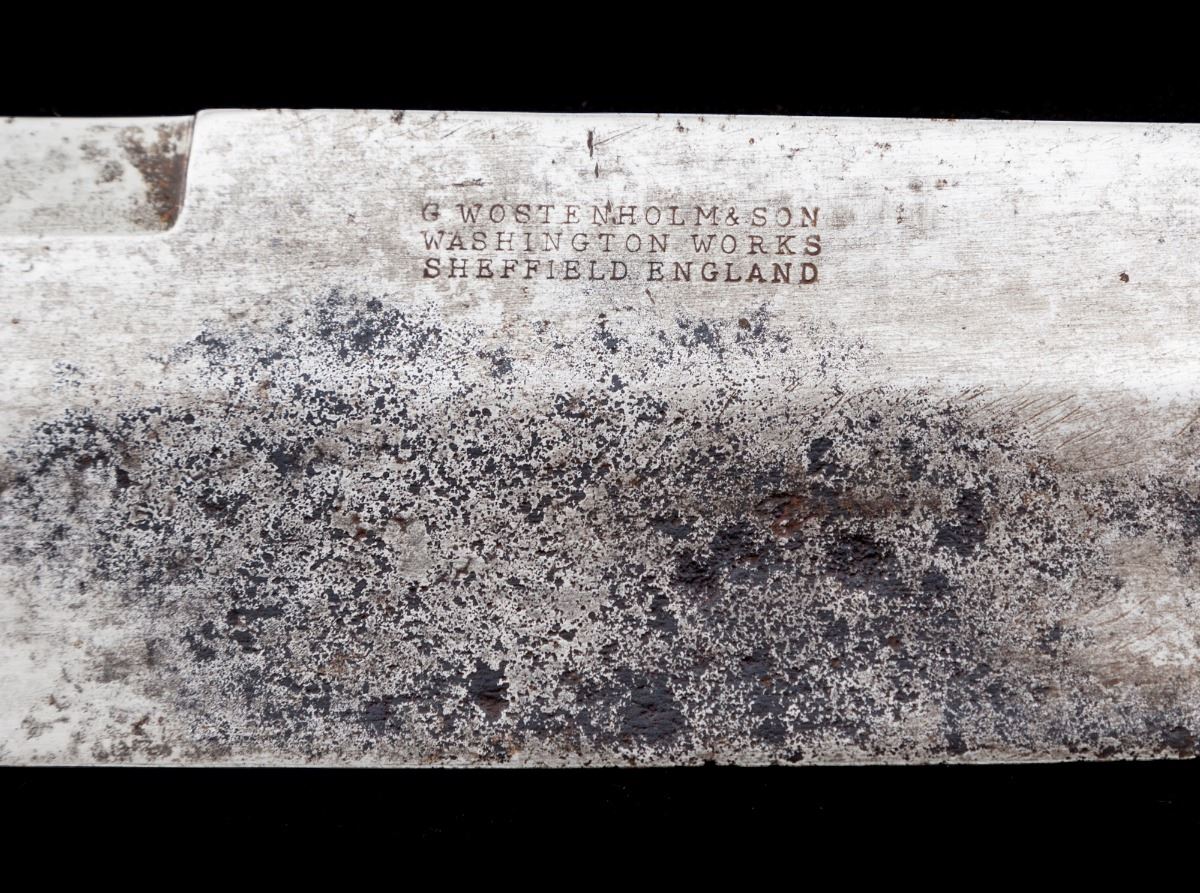 G WOSTENHOLM & SON
WASHINGTON WORKS
SHEFFIELD ENGLAND